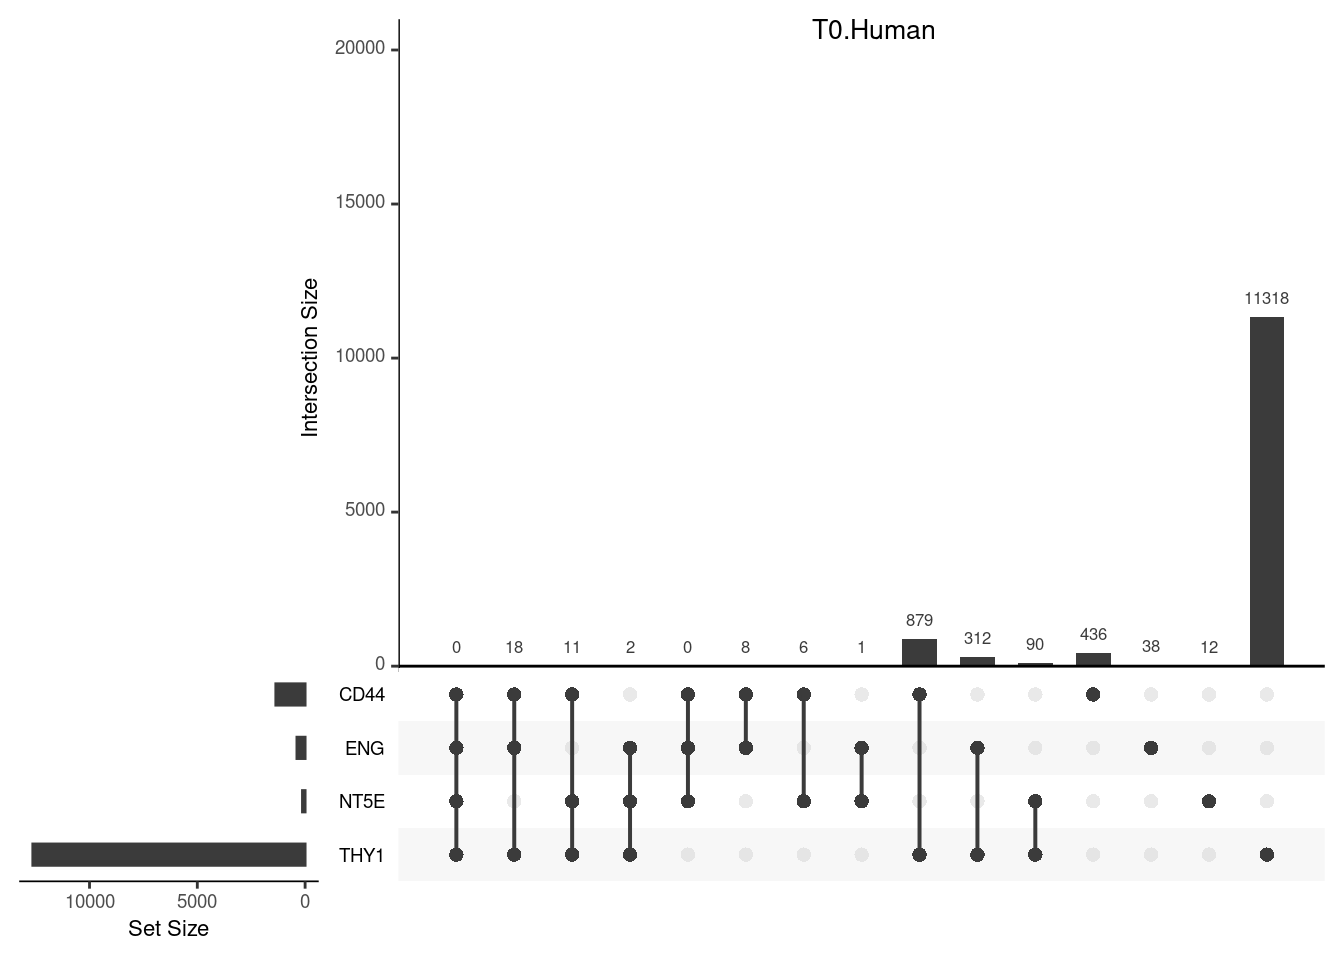 T0.Human
20000
15000
10000
5000
0
Intersection Size
0 18 11 2 0 8 6 1 879 312 90 436 38 12 11318
CD44
ENG
NT5E
THY1
10000 5000 0
Set Size